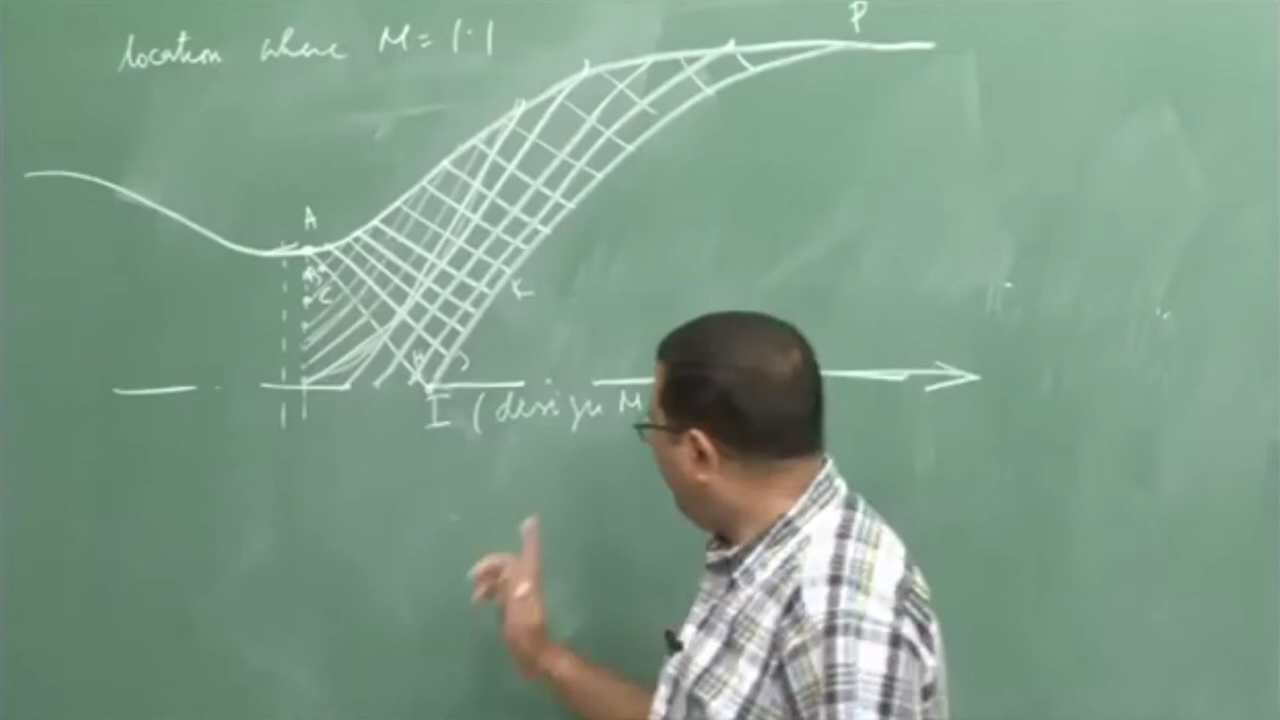 location where M = 1.1
P
A
B
C
K
H J
I (design M